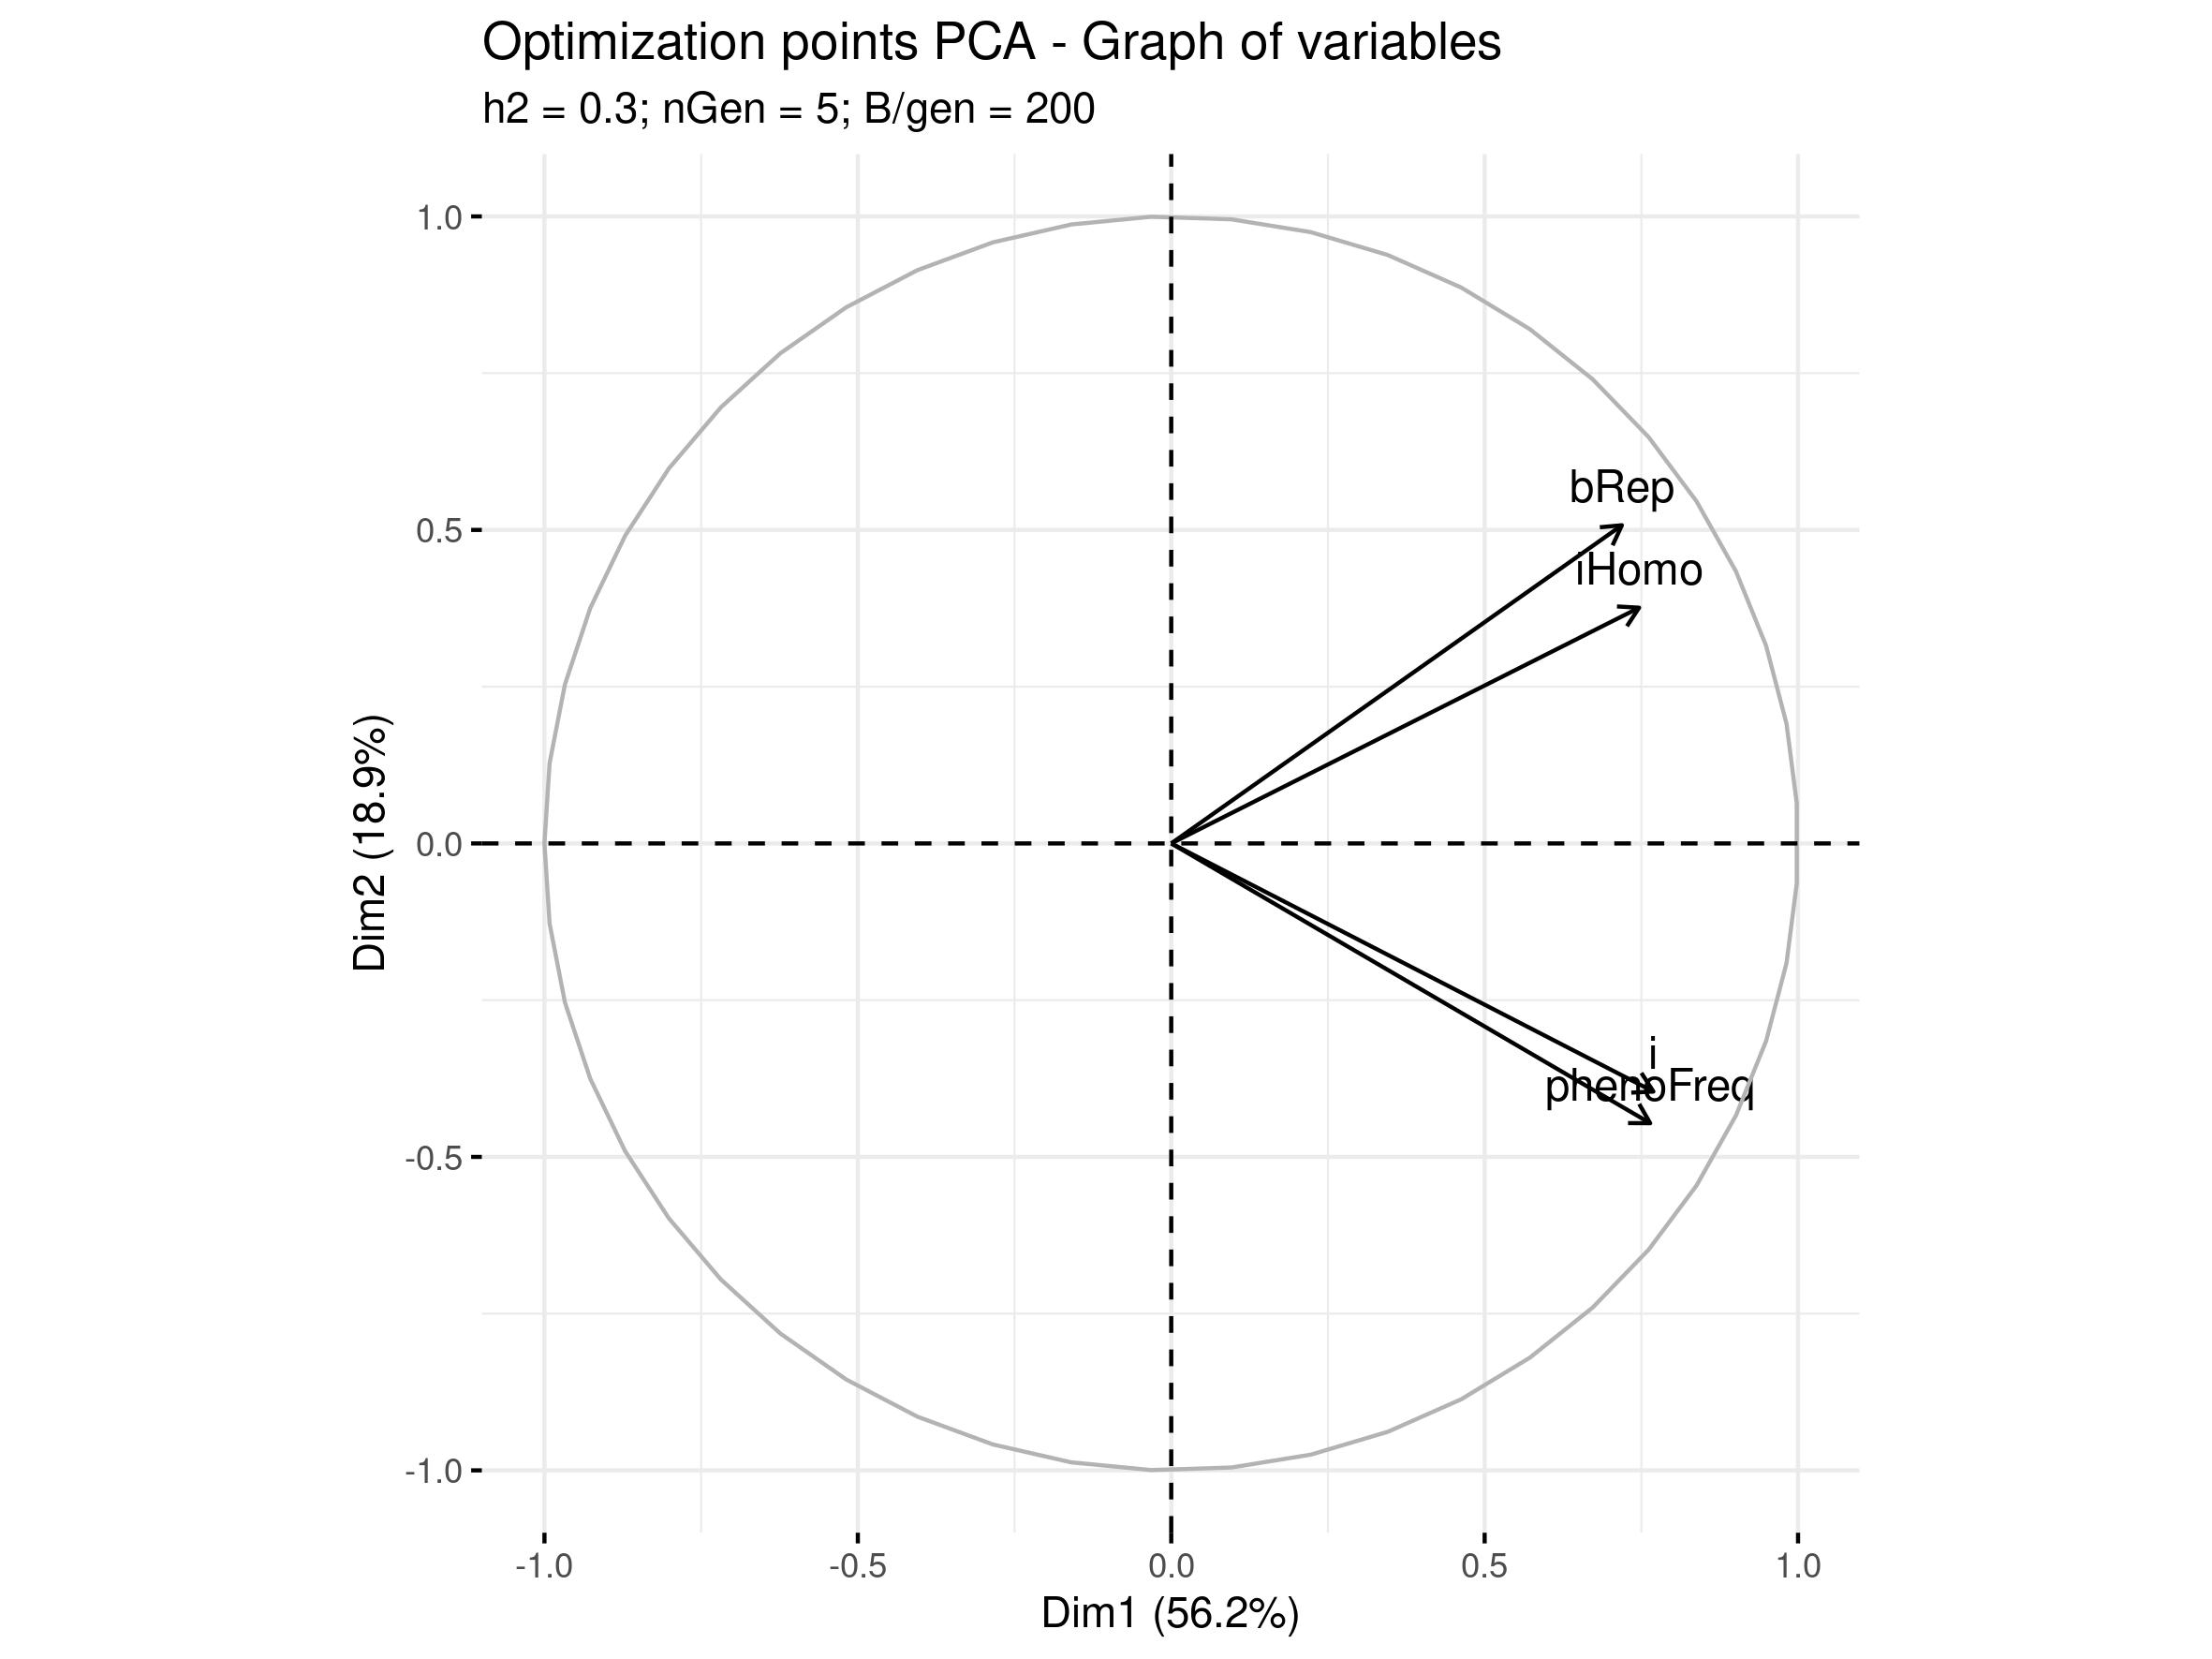 Optimization points PCA - Graph of variables
h2 = 0.3; nGen = 5; B/gen = 200
1.0
0.5
0.0
-0.5
-1.0
Dim2 (18.9%)
bRep
iHomo
i
phenoFreq
-1.0
-0.5
0.0
0.5
1.0
Dim1 (56.2%)